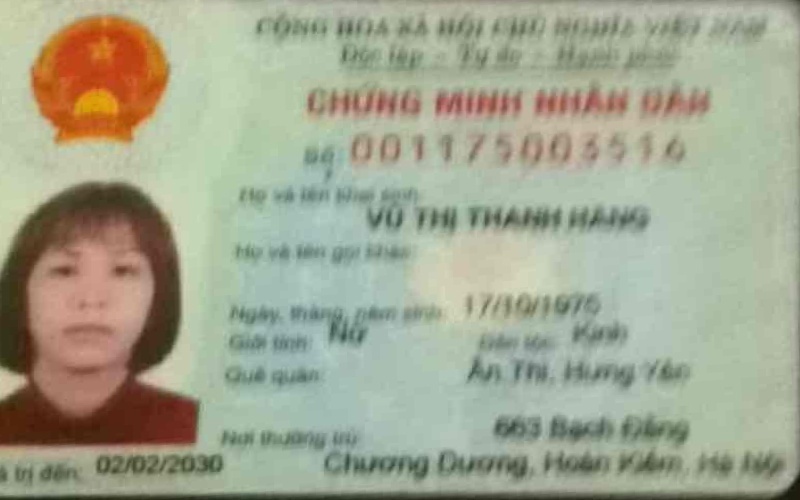 CỘNG HÒA XÃ HỘI CHỦ NGHĨA VIỆT NAM
Độc lập - Tự do - Hạnh phúc
CHỨNG MINH NHÂN DÂN
Số 001175003516
Họ và tên khai sinh:
VŨ THỊ THANH HẰNG
Họ và tên gọi khác:
Ngày, tháng, năm sinh: 17/10/1975
Giới tính: Nữ Dân tộc: Kinh
Quê quán: Ân Thi, Hưng Yên
Nơi thường trú: 663 Bạch Đằng
trị đến: 02/02/2030 Chương Dương, Hoàn Kiếm, Hà Nội